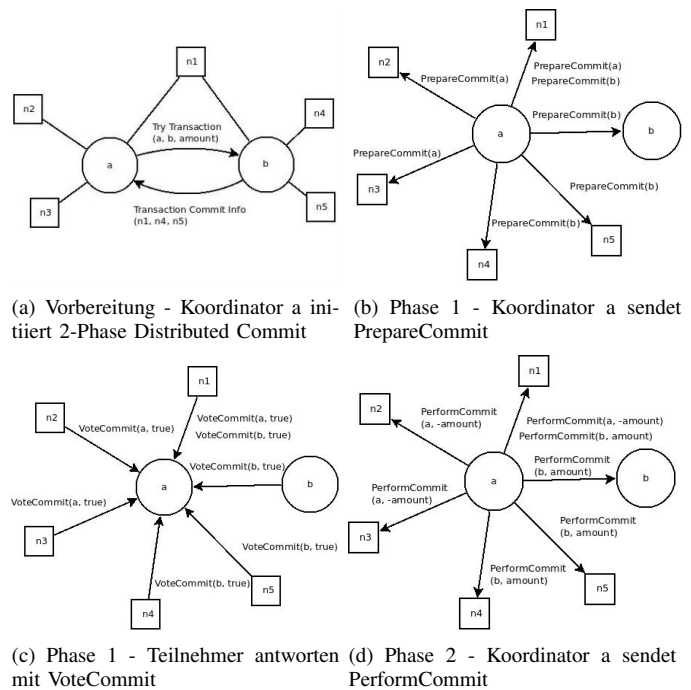 n1
n2
n4
Try Transaction
(a, b, amount)
a
b
n3
Transaction Commit Info
(n1, n4, n5)
n5
(a) Vorbereitung - Koordinator a ini-
tiiert 2-Phase Distributed Commit
n1
n2
PrepareCommit(a)
PrepareCommit(a)
PrepareCommit(b)
PrepareCommit(b)
a
b
PrepareCommit(a)
n3
PrepareCommit(b)
PrepareCommit(b)
n5
n4
(b) Phase 1 - Koordinator a sendet
PrepareCommit
n1
n2
VoteCommit(a, true)
VoteCommit(a, true)
VoteCommit(b, true)
VoteCommit(b, true)
a
b
VoteCommit(a, true)
n3
VoteCommit(b, true)
VoteCommit(b, true)
n5
n4
(c) Phase 1 - Teilnehmer antworten
mit VoteCommit
n1
n2
PerformCommit
(a, -amount)
PerformCommit(a, -amount)
PerformCommit(b, amount)
PerformCommit
(b, amount)
a
b
PerformCommit
(a, -amount)
n3
PerformCommit
(b, amount)
PerformCommit
(b, amount)
n5
n4
(d) Phase 2 - Koordinator a sendet
PerformCommit